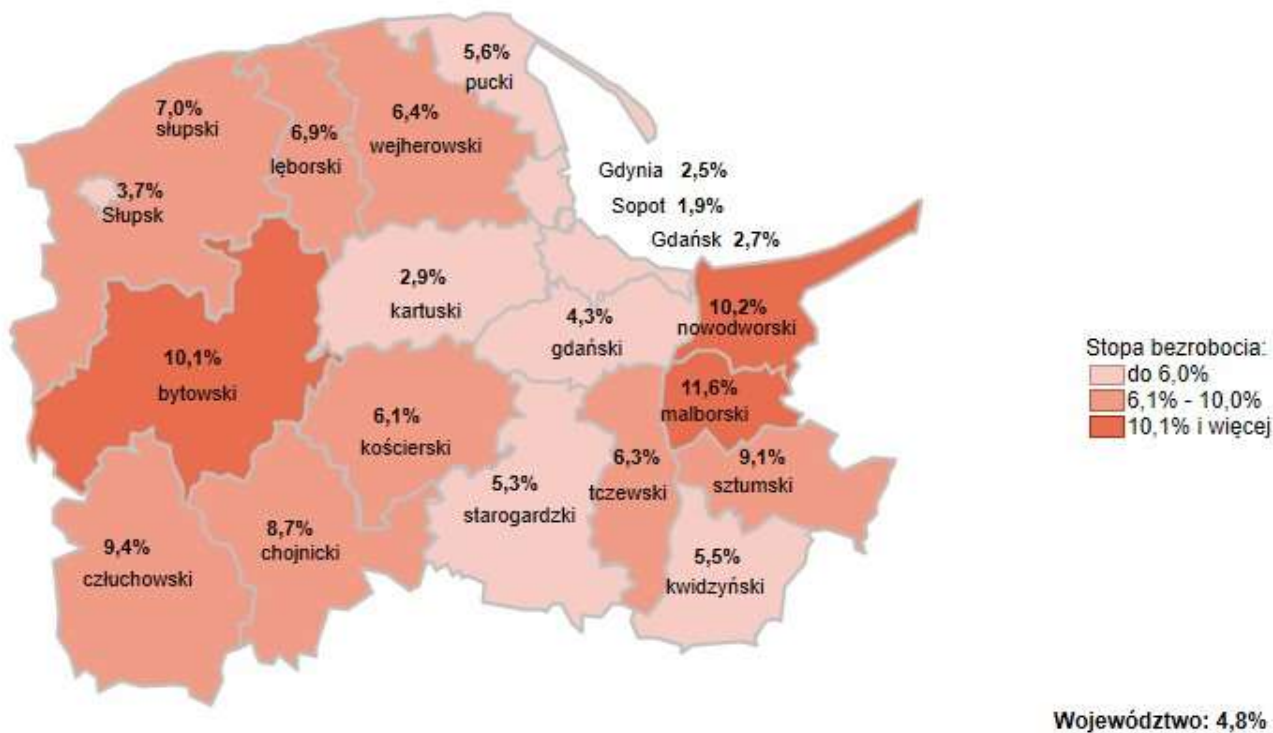 5,6%
pucki
7,0%
słupski
6,4%
wejherowski
6,9%
lęborski
Gdynia 2,5%
3,7%
Słupsk
Sopot 1,9%
Gdańsk 2,7%
2,9%
kartuski
10,2%
nowodworski
4,3%
gdański
10,1%
bytowski
11,6%
malborski
6,1%
kościerski
6,3%
tczewski
9,1%
sztumski
5,3%
starogardzki
8,7%
chojnicki
9,4%
człuchowski
5,5%
kwidzyński
Stopa bezrobocia:
do 6,0%
6,1% - 10,0%
10,1% i więcej
Województwo: 4,8%